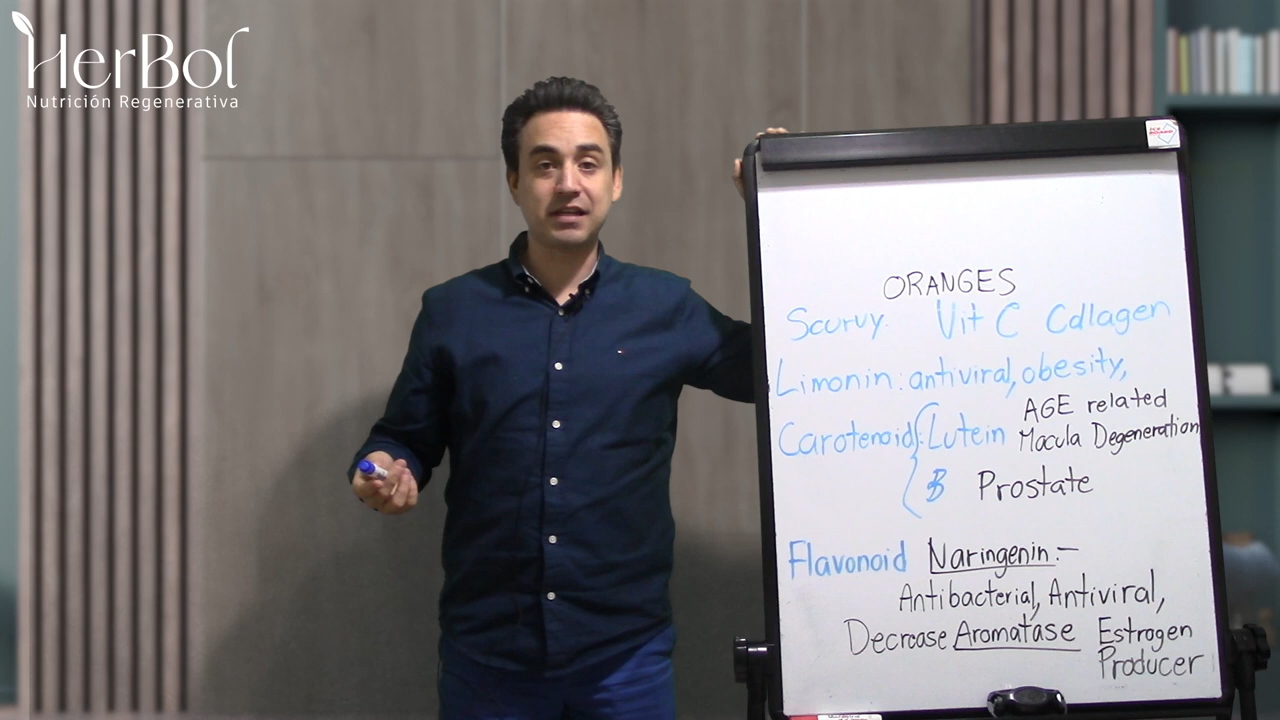 HerBol
Nutrición Regenerativa
ORANGES
Scurvy. Vit C Collagen
Limonin: antiviral, obesity,
Carotenoid: Lutein AGE related
Macula Degeneration
B Prostate
Flavonoid Naringenin:-
Antibacterial, Antiviral,
Decrease Aromatase Estrogen
Producer